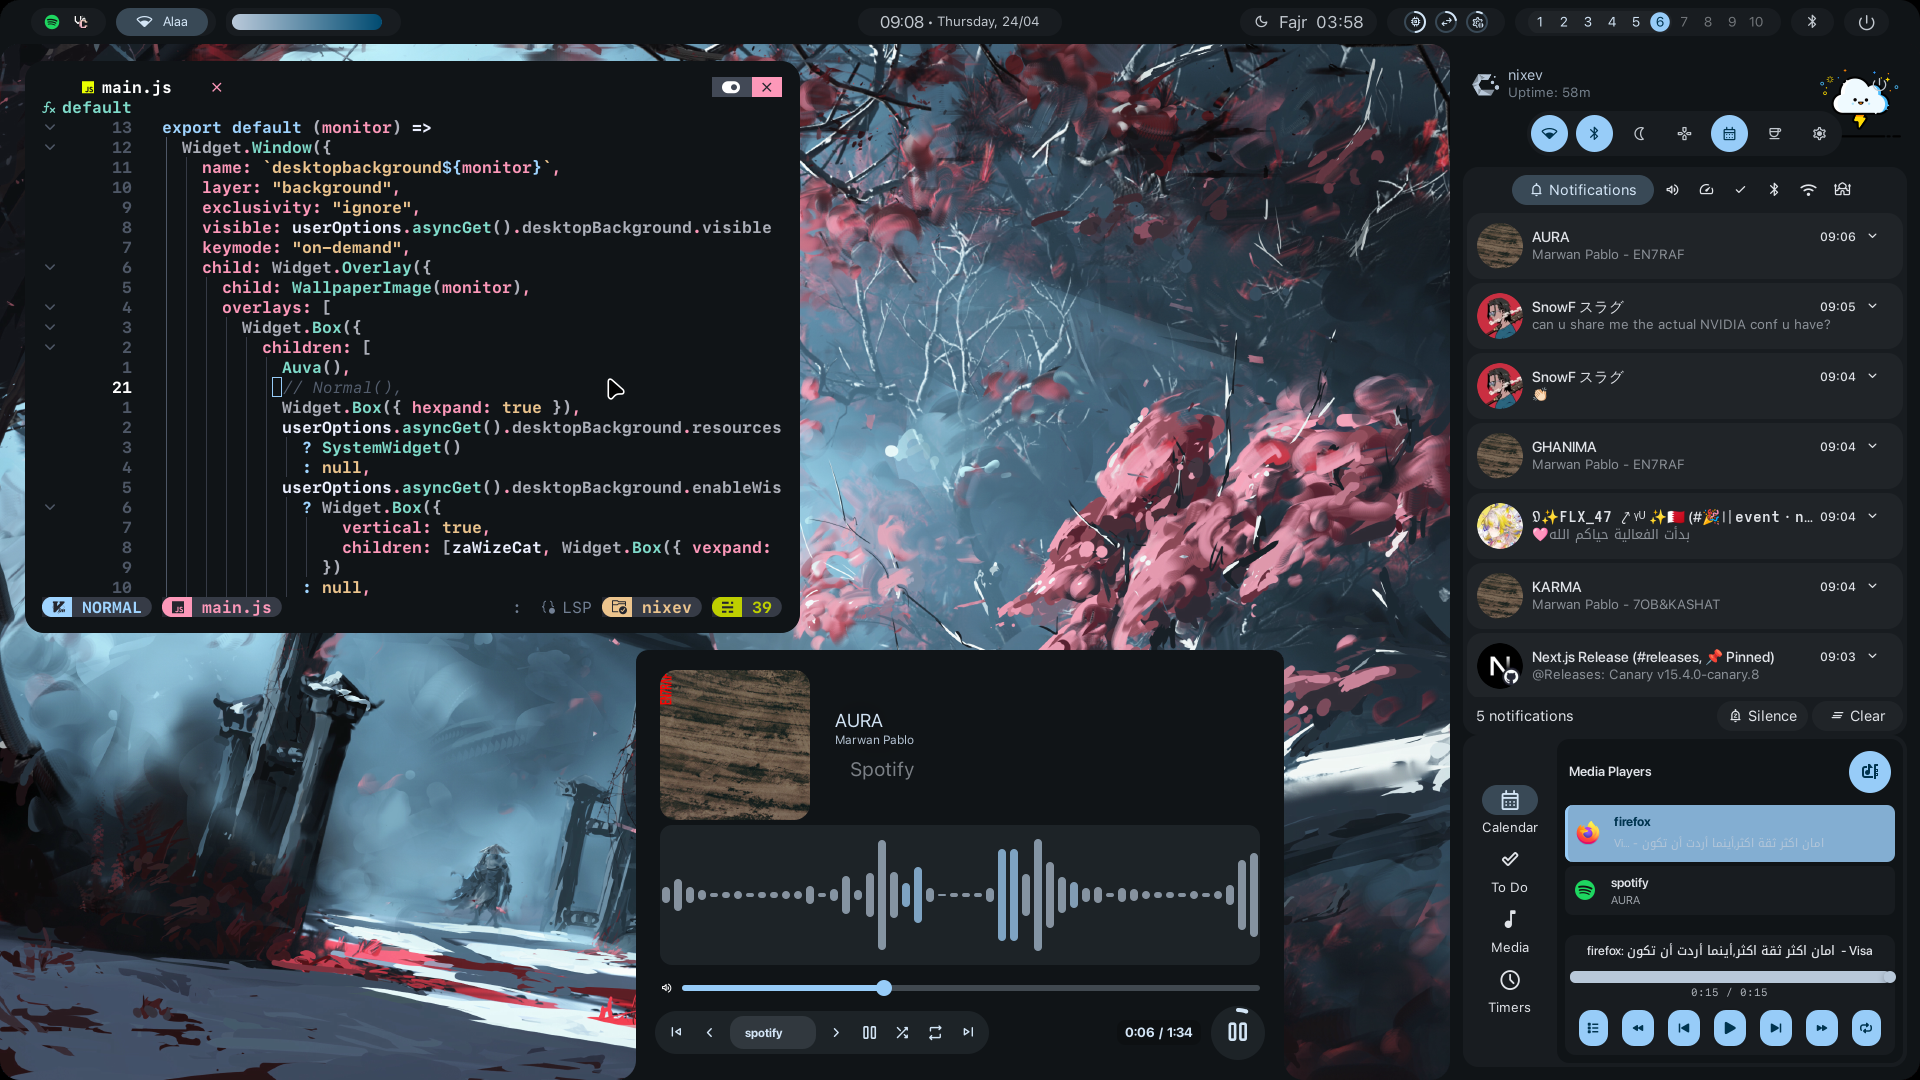 Alaa
09:08 • Thursday, 24/04
Fajr 03:58
1 2 3 4 5 6 7 8 9 10
main.js
default
13 export default (monitor) =>
12 Widget.Window({
11 name: `desktopbackground${monitor}`,
10 layer: "background",
9 exclusivity: "ignore",
8 visible: userOptions.asyncGet().desktopBackground.visible
7 keymode: "on-demand",
6 child: Widget.Overlay({
5 child: WallpaperImage(monitor),
4 overlays: [
3 Widget.Box({
2 children: [
1 Auva(),
21 // Normal(),
1 Widget.Box({ hexpand: true }),
2 userOptions.asyncGet().desktopBackground.resources
3 ? SystemWidget()
4 : null,
5 userOptions.asyncGet().desktopBackground.enableWis
6 ? Widget.Box({
7 vertical: true,
8 children: [zaWizeCat, Widget.Box({ vexpand:
9 })
10 : null,
NORMAL main.js : LSP nixev 39
AURA
Marwan Pablo
Spotify
spotify
0:06 / 1:34
nixev
Uptime: 58m
Notifications
AURA 09:06
Marwan Pablo - EN7RAF
SnowF スラグ 09:05
can u share me the actual NVIDIA conf u have?
SnowF スラグ 09:04
👏🏻
GHANIMA 09:04
Marwan Pablo - EN7RAF
✨FLX_47 ✨🇧🇭 (#🎉||event · n… 09:04
بدأت الفعالية حياكم الله🩷
KARMA 09:04
Marwan Pablo - 7OB&KASHAT
Next.js Release (#releases, 📌 Pinned) 09:03
@Releases: Canary v15.4.0-canary.8
5 notifications
Silence
Clear
Calendar
To Do
Media
Timers
Media Players
firefox
Vi… - امان اكثر ثقة اكثر,أينما أردت أن تكون
spotify
AURA
firefox: امان اكثر ثقة اكثر,أينما أردت أن تكون - Visa
0:15 / 0:15